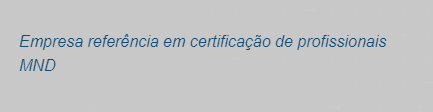 Empresa referência em certificação de profissionais
MND